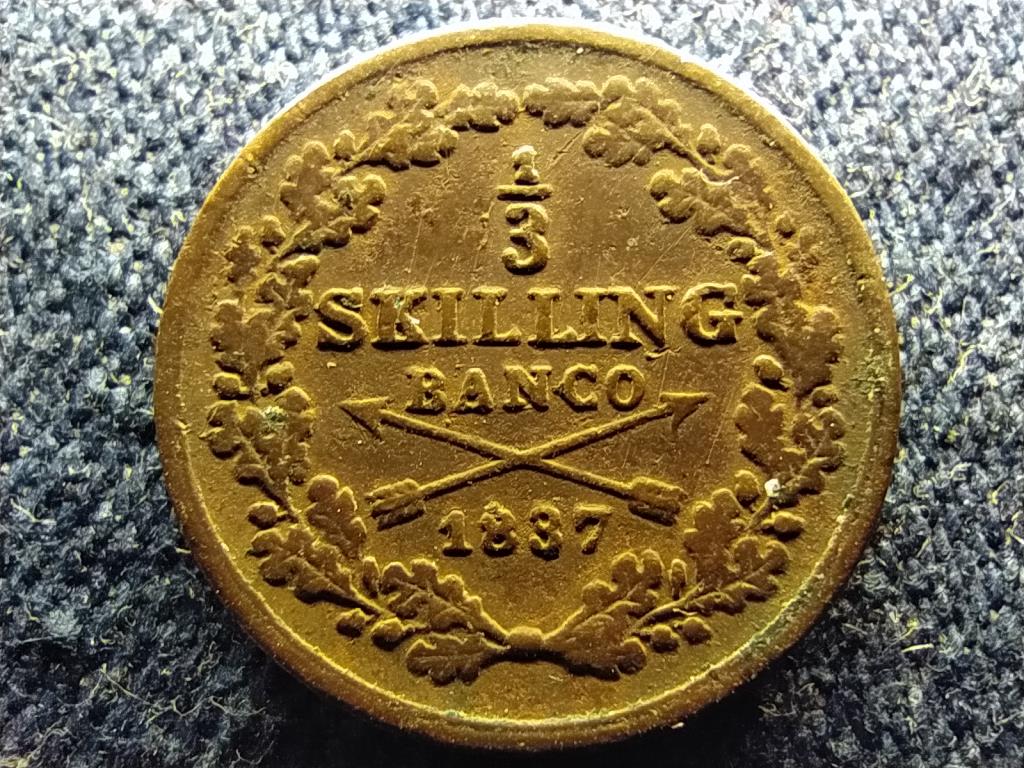 1/3
SKILLING
BANCO
1837